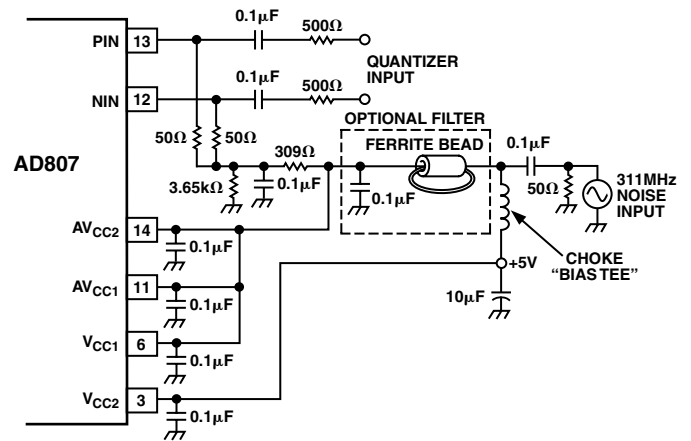 PIN 13
0.1µF
500Ω
QUANTIZER
INPUT
NIN 12
0.1µF
500Ω
OPTIONAL FILTER
FERRITE BEAD
50Ω
50Ω
309Ω
0.1µF
AD807
3.65kΩ
0.1µF
0.1µF
50Ω
311MHz
NOISE
INPUT
AVCC2 14
0.1µF
CHOKE
"BIAS TEE"
+5V
AVCC1 11
0.1µF
10µF
VCC1 6
0.1µF
VCC2 3
0.1µF